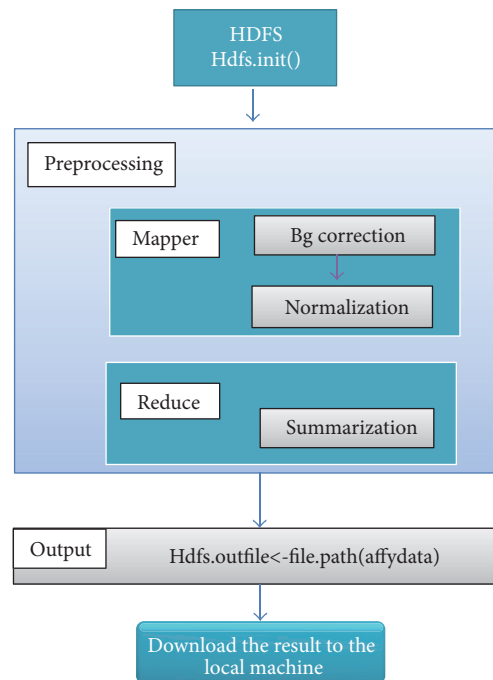 HDFS
Hdfs.init()
Preprocessing
Mapper
Bg correction
Normalization
Reduce
Summarization
Output
Hdfs.outfile<-file.path(affydata)
Download the result to the
local machine